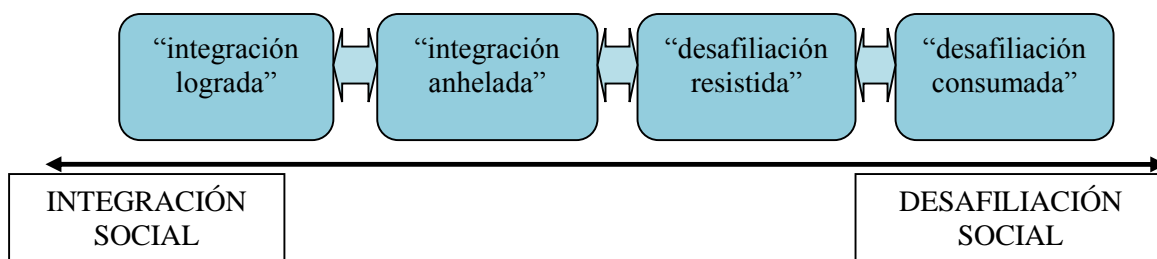 “integración
lograda”
“integración
anhelada”
“desafiliación
resistida”
“desafiliación
consumada”
INTEGRACIÓN
SOCIAL
DESAFILIACIÓN
SOCIAL